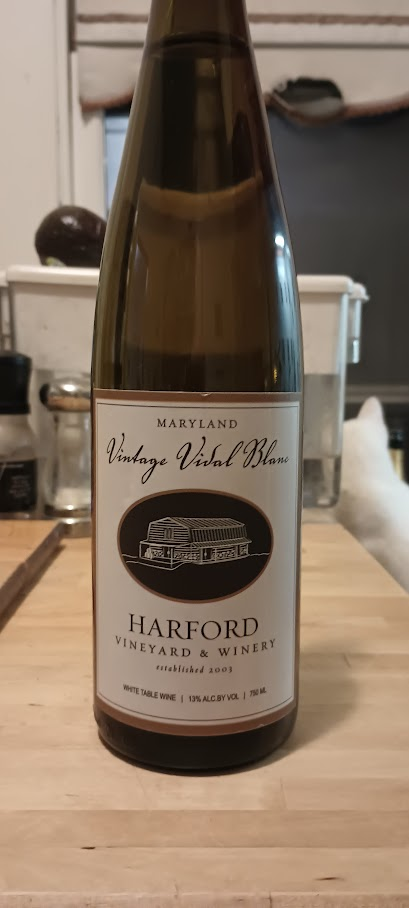 MARYLAND
Vintage Vidal Blanc
HARFORD
VINEYARD & WINERY
established 2003
WHITE TABLE WINE | 13% ALC.BY VOL | 750 ML